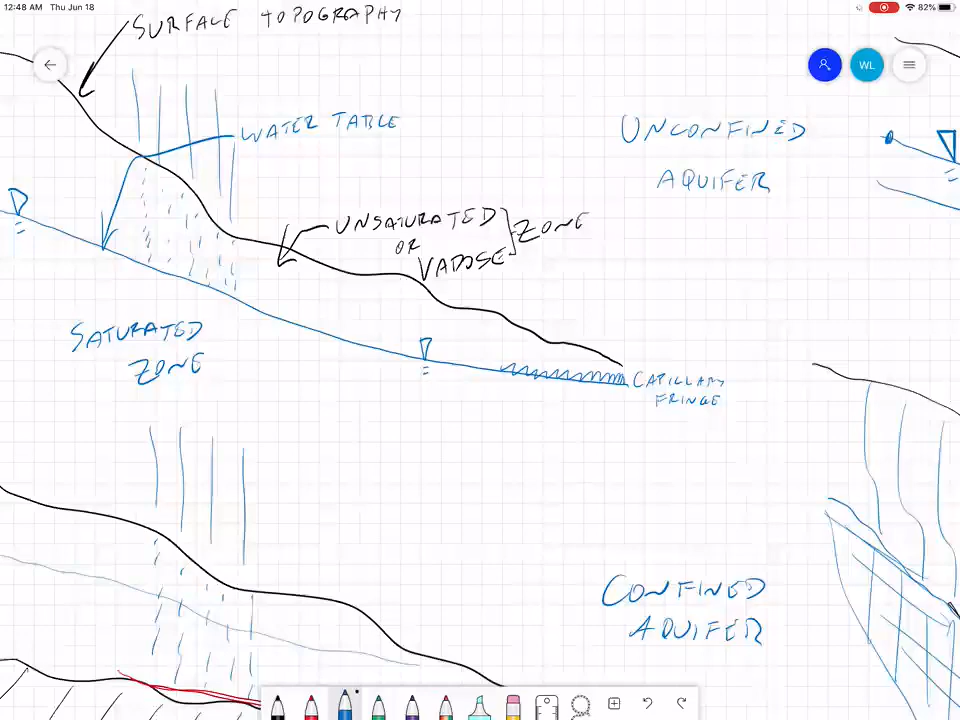 12:48 AM Thu Jun 18
82%
SURFACE TOPOGRAPHY
WL
WATER TABLE
UNCONFINED
AQUIFER
UNSATURATED
OR
VADOSE
ZONE
SATURATED
ZONE
CAPILLARY
FRINGE
CONFINED
AQUIFER